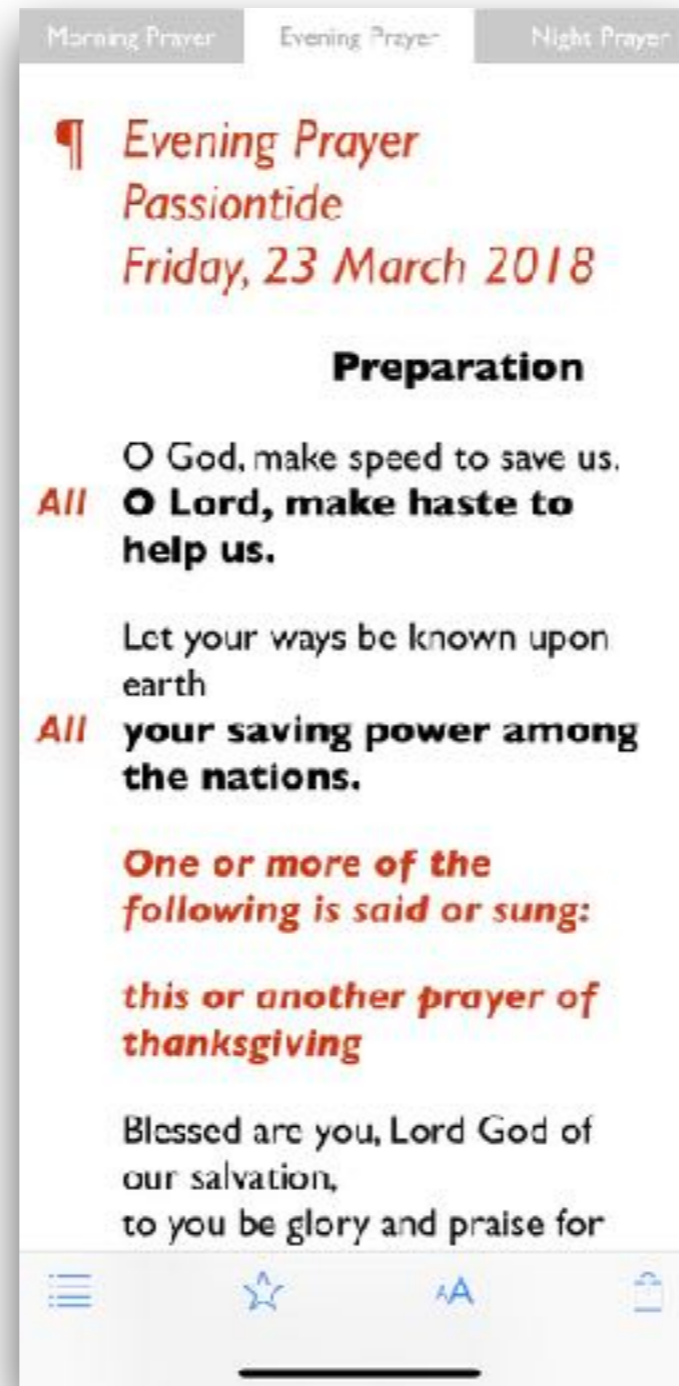 Morning Prayer Evening Prayer Night Prayer
¶ Evening Prayer
Passiontide
Friday, 23 March 2018
Preparation
O God, make speed to save us.
All O Lord, make haste to
help us.
Let your ways be known upon
earth
All your saving power among
the nations.
One or more of the
following is said or sung:
this or another prayer of
thanksgiving
Blessed are you, Lord God of
our salvation,
to you be glory and praise for
AA